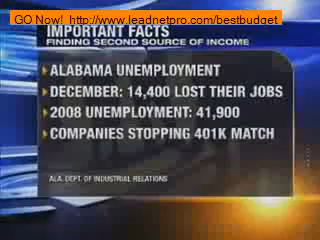 GO Now!  http://www.leadnetpro.com/bestbudget
IMPORTANT FACTS
FINDING SECOND SOURCE OF INCOME
ALABAMA UNEMPLOYMENT
DECEMBER: 14,400 LOST THEIR JOBS
2008 UNEMPLOYMENT: 41,900
COMPANIES STOPPING 401K MATCH
ALA. DEPT. OF INDUSTRIAL RELATIONS